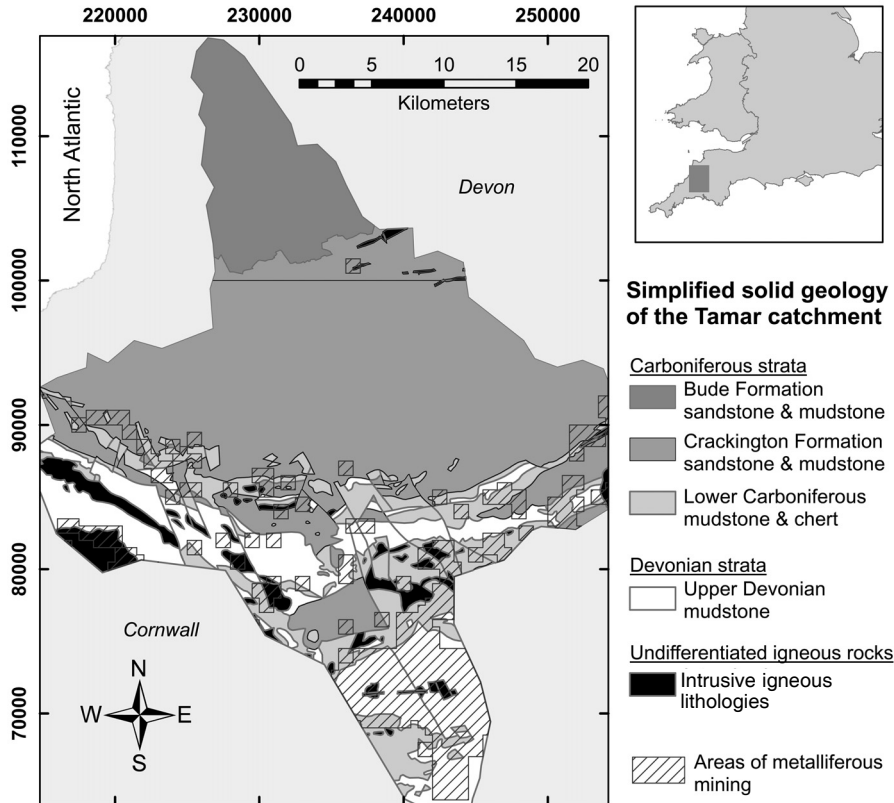 220000 230000 240000 250000
0 5 10 15 20
Kilometers
North Atlantic
Devon
Cornwall
110000
100000
90000
80000
70000
N
W E
S
Simplified solid geology
of the Tamar catchment
Carboniferous strata
Bude Formation
sandstone & mudstone
Crackington Formation
sandstone & mudstone
Lower Carboniferous
mudstone & chert
Devonian strata
Upper Devonian
mudstone
Undifferentiated igneous rocks
Intrusive igneous
lithologies
Areas of metalliferous
mining